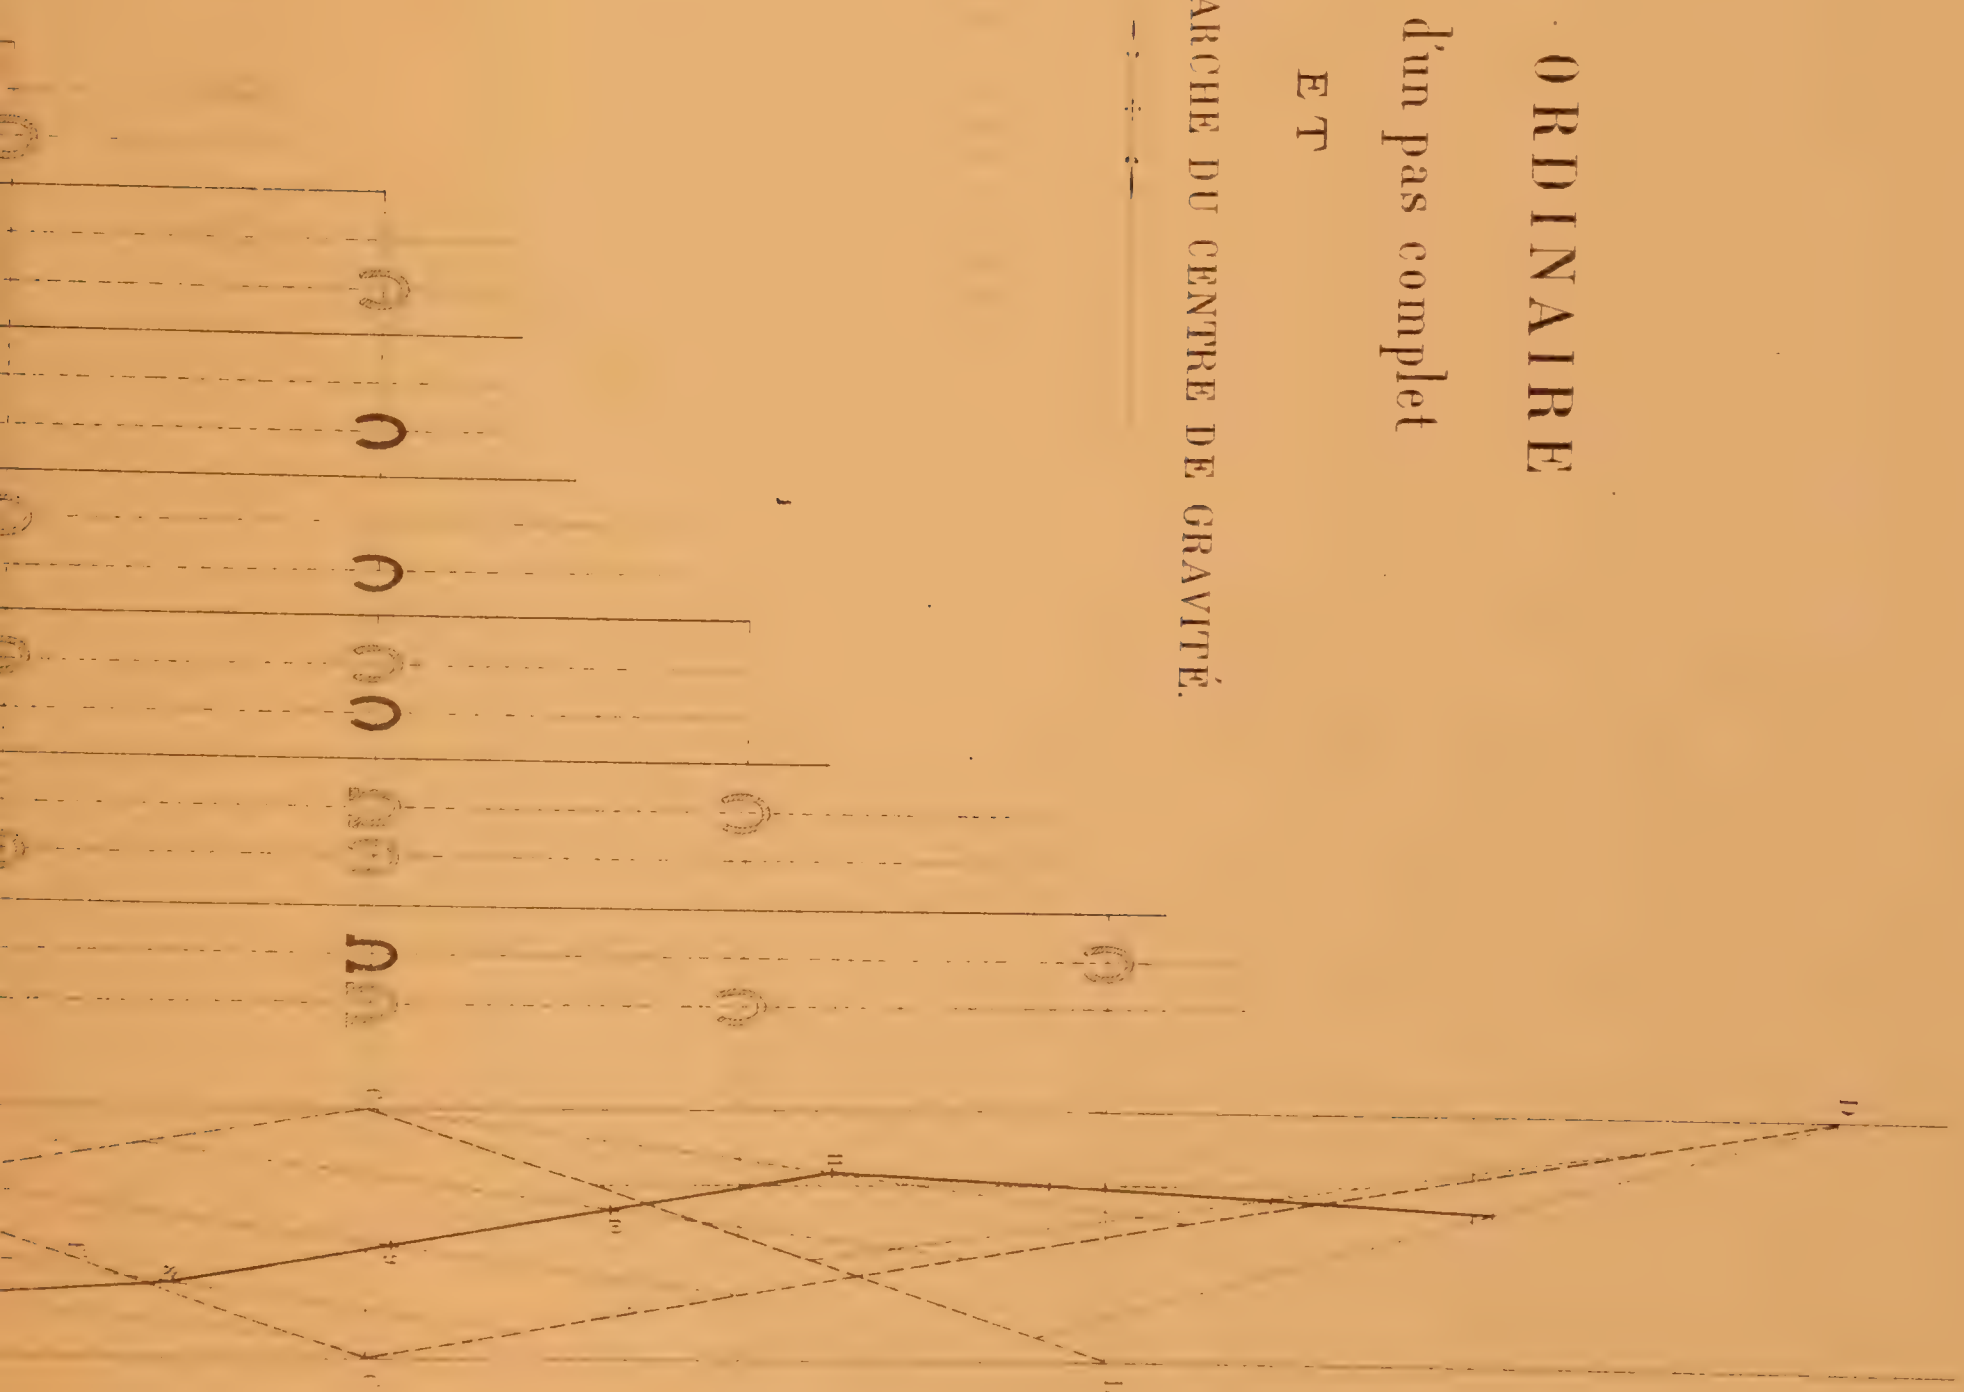 ORDINAIRE
d'un pas complet
ET
ARCHE DU CENTRE DE GRAVITÉ.